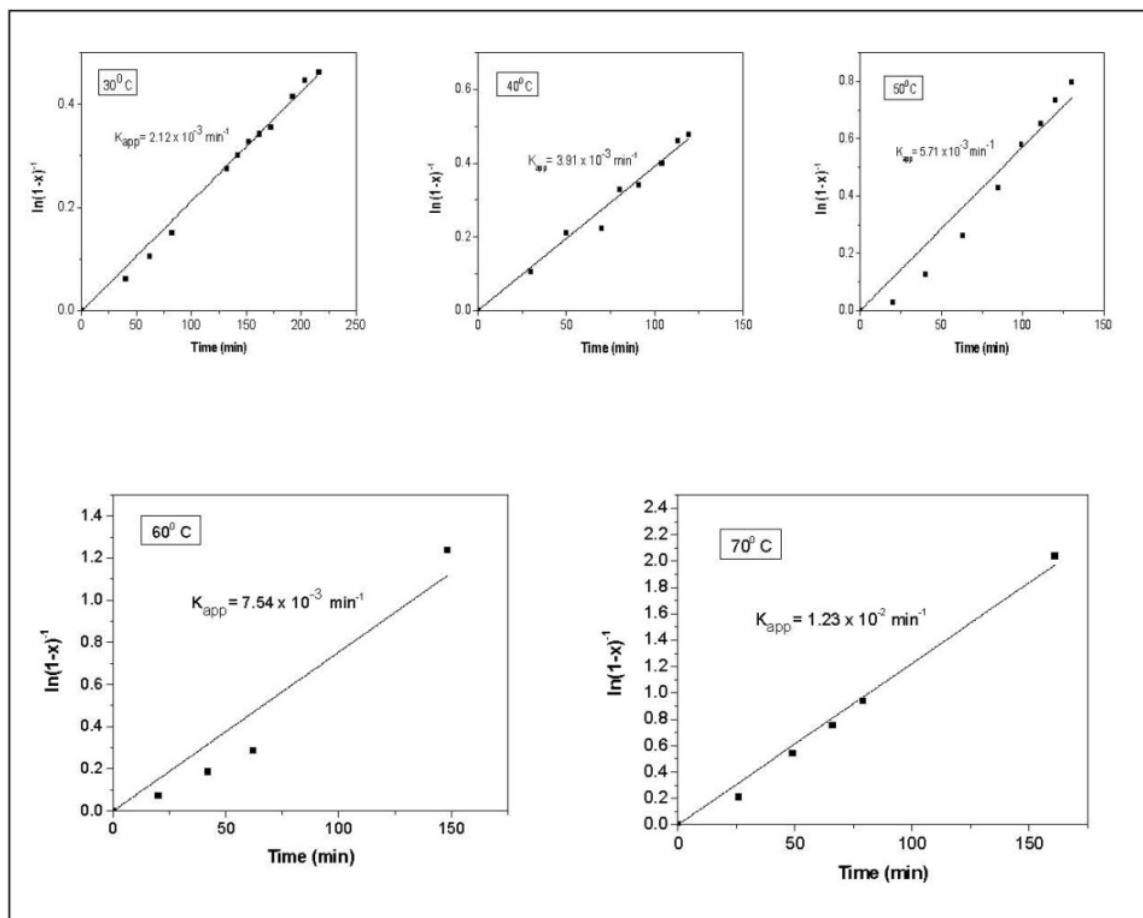 30⁰ C
K_app = 2.12 x 10⁻³ min⁻¹
ln(1-x)⁻¹
0.4
0.2
0.0
0 50 100 150 200 250
Time (min)
40⁰ C
K_app = 3.91 x 10⁻³ min⁻¹
ln(1-x)⁻¹
0.6
0.4
0.2
0.0
0 50 100 150
Time (min)
50⁰ C
K_app = 5.71 x 10⁻³ min⁻¹
ln(1-x)⁻¹
0.8
0.6
0.4
0.2
0.0
0 50 100 150
Time (min)
60⁰ C
K_app = 7.54 x 10⁻³ min⁻¹
ln(1-x)⁻¹
1.4
1.2
1.0
0.8
0.6
0.4
0.2
0.0
0 50 100 150
Time (min)
70⁰ C
K_app = 1.23 x 10⁻² min⁻¹
ln(1-x)⁻¹
2.4
2.2
2.0
1.8
1.6
1.4
1.2
1.0
0.8
0.6
0.4
0.2
0.0
0 50 100 150
Time (min)